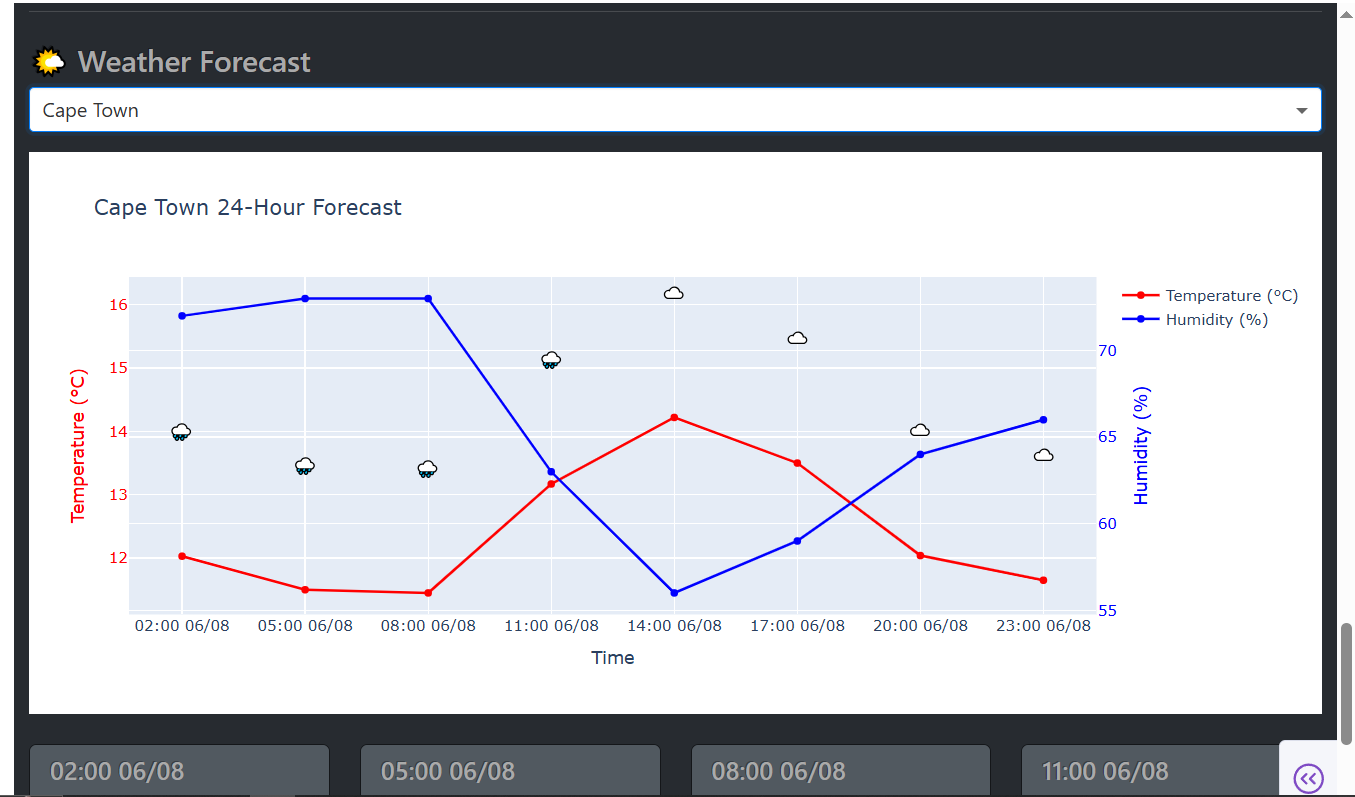 Weather Forecast
Cape Town
Cape Town 24-Hour Forecast
Temperature (°C)
16
15
14
13
12
Temperature (°C)
Humidity (%)
70
65
60
55
Humidity (%)
02:00 06/08 05:00 06/08 08:00 06/08 11:00 06/08 14:00 06/08 17:00 06/08 20:00 06/08 23:00 06/08
Time
02:00 06/08 05:00 06/08 08:00 06/08 11:00 06/08